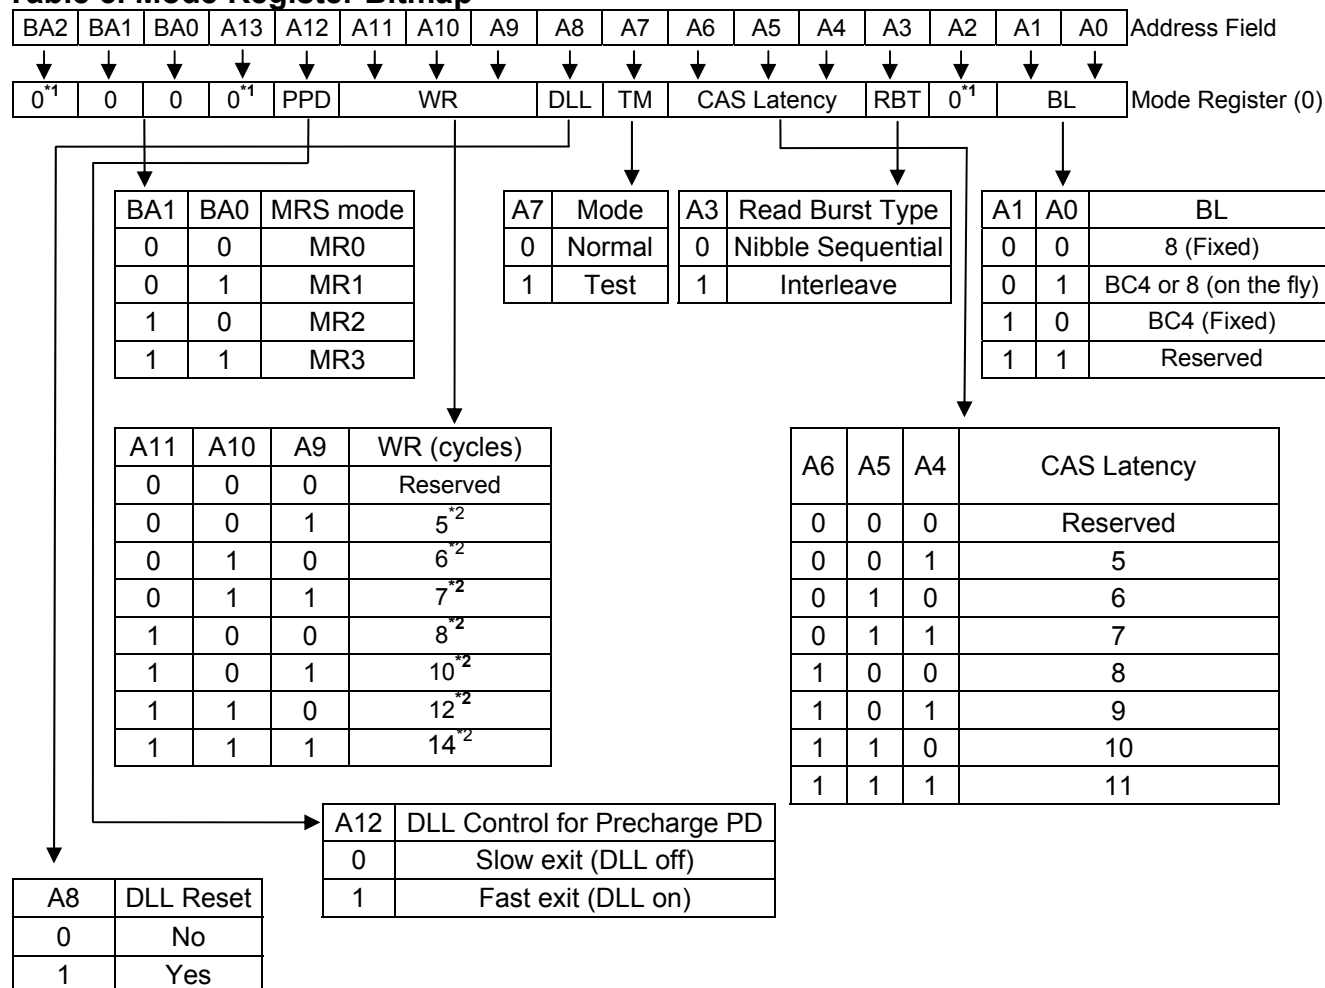 Table 5. Mode Register Bitmap
BA2 BA1 BA0 A13 A12 A11 A10 A9 A8 A7 A6 A5 A4 A3 A2 A1 A0 Address Field
0*1 0 0 0*1 PPD WR DLL TM CAS Latency RBT 0*1 BL Mode Register (0)
BA1 BA0 MRS mode
0 0 MR0
0 1 MR1
1 0 MR2
1 1 MR3
A7 Mode
0 Normal
1 Test
A3 Read Burst Type
0 Nibble Sequential
1 Interleave
A1 A0 BL
0 0 8 (Fixed)
0 1 BC4 or 8 (on the fly)
1 0 BC4 (Fixed)
1 1 Reserved
A11 A10 A9 WR (cycles)
0 0 0 Reserved
0 0 1 5*2
0 1 0 6*2
0 1 1 7*2
1 0 0 8*2
1 0 1 10*2
1 1 0 12*2
1 1 1 14*2
A6 A5 A4 CAS Latency
0 0 0 Reserved
0 0 1 5
0 1 0 6
0 1 1 7
1 0 0 8
1 0 1 9
1 1 0 10
1 1 1 11
A12 DLL Control for Precharge PD
0 Slow exit (DLL off)
1 Fast exit (DLL on)
A8 DLL Reset
0 No
1 Yes